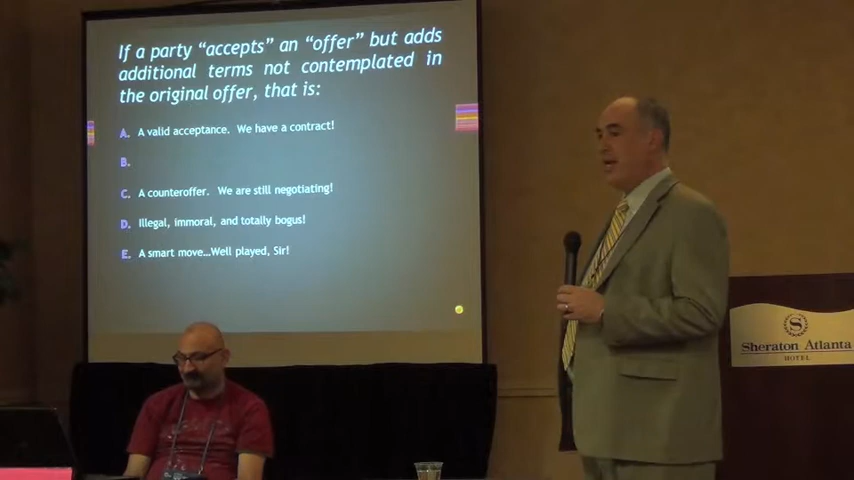 If a party “accepts” an “offer” but adds
additional terms not contemplated in
the original offer, that is:
A. A valid acceptance. We have a contract!
B.
C. A counteroffer. We are still negotiating!
D. Illegal, immoral, and totally bogus!
E. A smart move…Well played, Sir!
S
Sheraton Atlanta
HOTEL